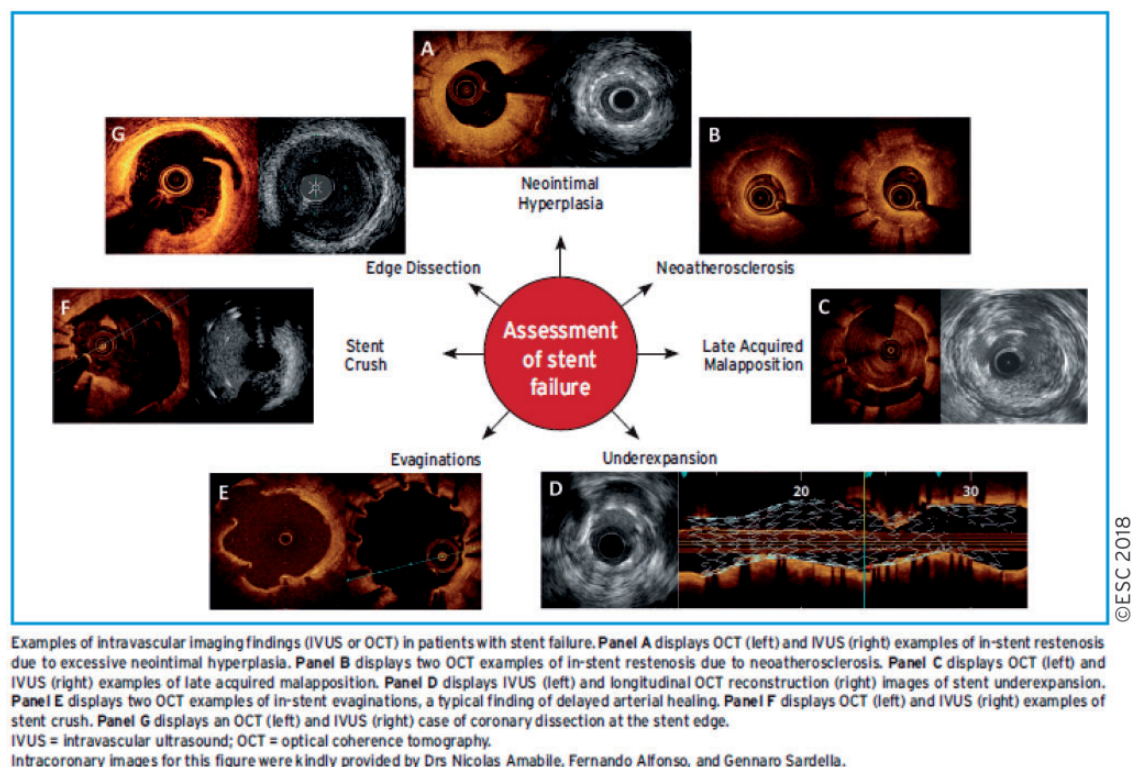 A
Neointimal
Hyperplasia
G
Edge Dissection
B
Neoatherosclerosis
F
Stent
Crush
Assessment
of stent
failure
C
Late Acquired
Malapposition
Evaginations
E
Underexpansion
D
20
30
©ESC 2018
Examples of intravascular imaging findings (IVUS or OCT) in patients with stent failure. Panel A displays OCT (left) and IVUS (right) examples of in-stent restenosis
due to excessive neointimal hyperplasia. Panel B displays two OCT examples of in-stent restenosis due to neoatherosclerosis. Panel C displays OCT (left) and
IVUS (right) examples of late acquired malapposition. Panel D displays IVUS (left) and longitudinal OCT reconstruction (right) images of stent underexpansion.
Panel E displays two OCT examples of in-stent evaginations, a typical finding of delayed arterial healing. Panel F displays OCT (left) and IVUS (right) examples of
stent crush. Panel G displays an OCT (left) and IVUS (right) case of coronary dissection at the stent edge.
IVUS = intravascular ultrasound; OCT = optical coherence tomography.
Intracoronary images for this figure were kindly provided by Drs Nicolas Amabile, Fernando Alfonso, and Gennaro Sardella.